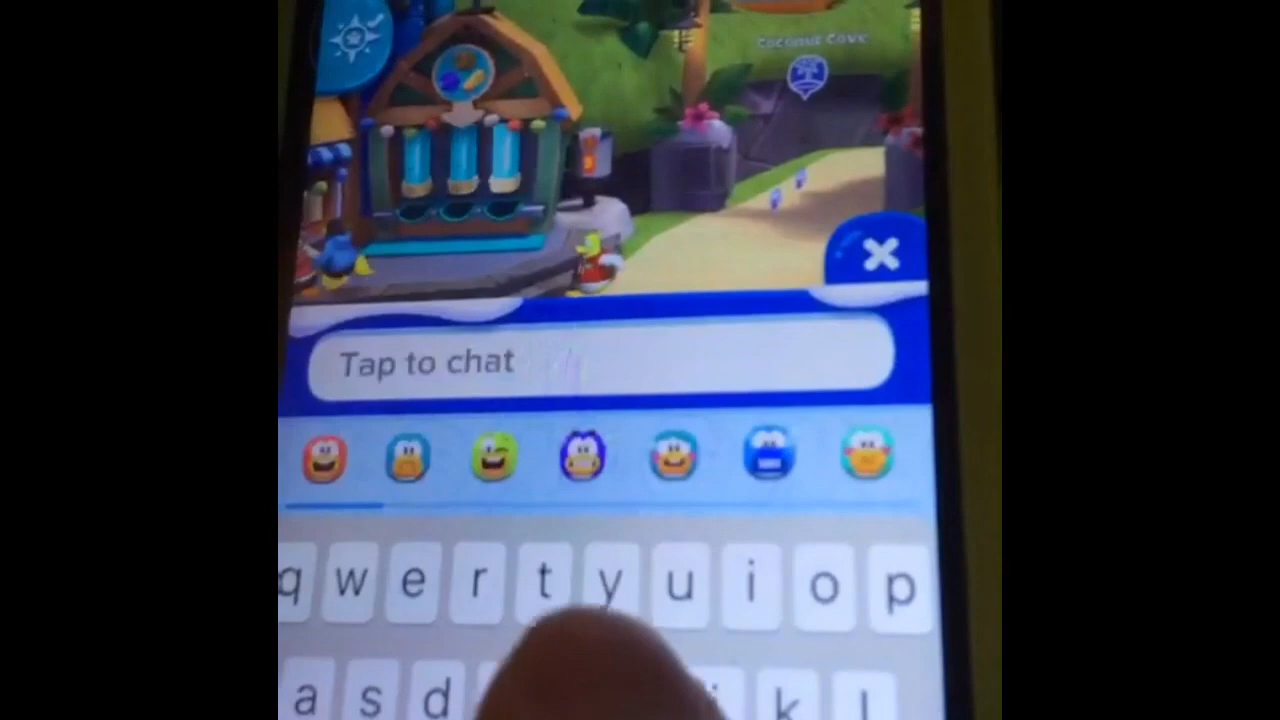 Coconut Cove
Tap to chat
q w e r t y u i o p
a s d k l